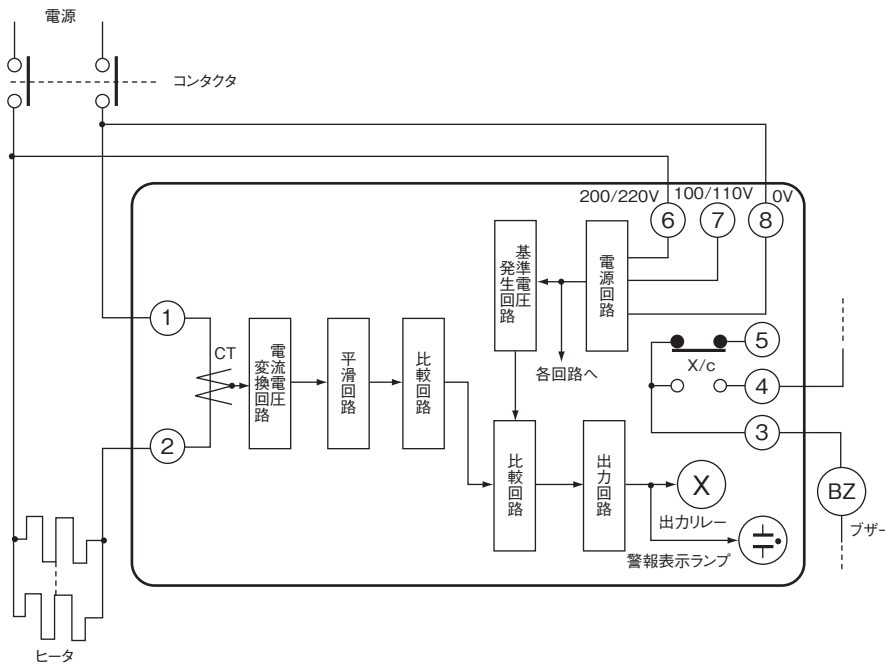 電源
コンタクタ
200/220V
100/110V
0V
6
7
8
基準電圧
発生回路
電源回路
1
5
CT
電流電圧
変換回路
平滑回路
比較回路
各回路へ
X/c
4
3
2
比較回路
出力回路
X
出力リレー
BZ
ブザー
警報表示ランプ
ヒータ